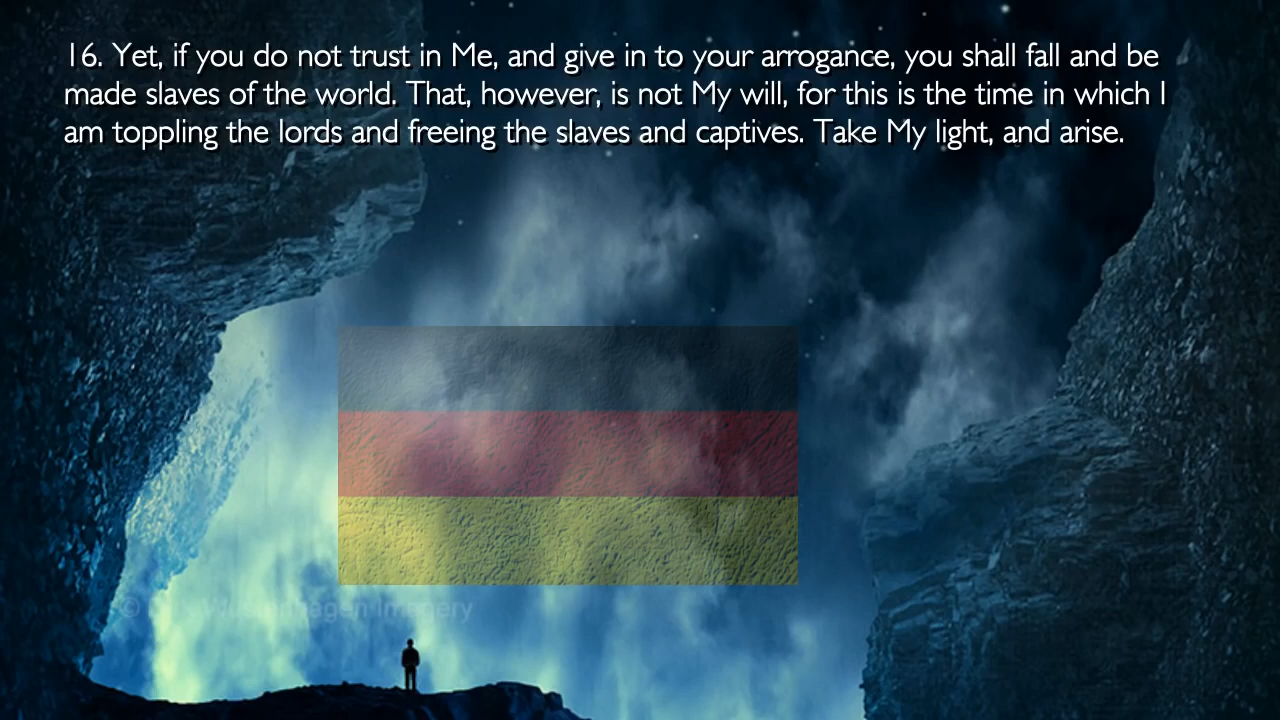 16. Yet, if you do not trust in Me, and give in to your arrogance, you shall fall and be
made slaves of the world. That, however, is not My will, for this is the time in which I
am toppling the lords and freeing the slaves and captives. Take My light, and arise.
Imagery